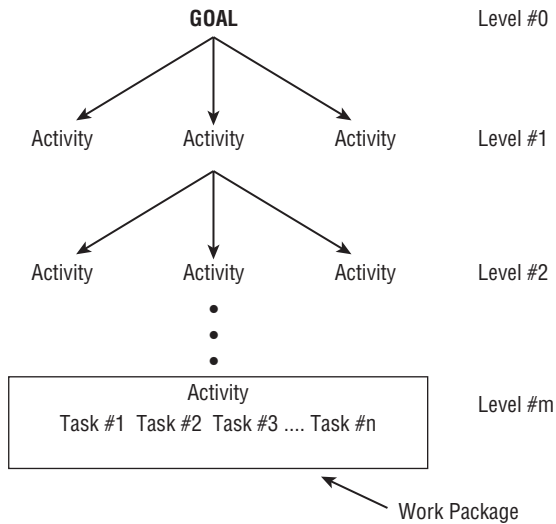 GOAL Level #0
Activity Activity Activity Level #1
Activity Activity Activity Level #2
Activity
Level #m
Task #1 Task #2 Task #3 .... Task #n
Work Package